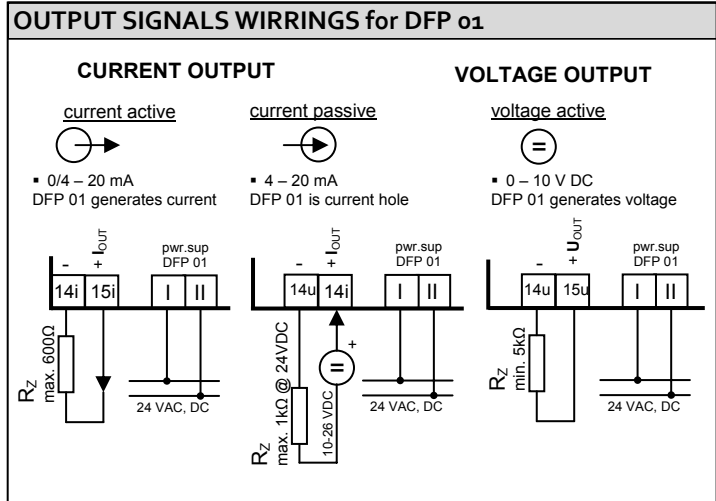 OUTPUT SIGNALS WIRRINGS for DFP 01
CURRENT OUTPUT
VOLTAGE OUTPUT
current active
▪ 0/4 – 20 mA
DFP 01 generates current
- + IOUT
pwr.sup
DFP 01
14i 15i I II
RZ
max. 600Ω
24 VAC, DC
current passive
▪ 4 – 20 mA
DFP 01 is current hole
- + IOUT
pwr.sup
DFP 01
14u 14i I II
RZ
max. 1kΩ @ 24VDC
= +
10-26 VDC
24 VAC, DC
voltage active
=
▪ 0 – 10 V DC
DFP 01 generates voltage
- + UOUT
pwr.sup
DFP 01
14u 15u I II
RZ
min. 5kΩ
24 VAC, DC